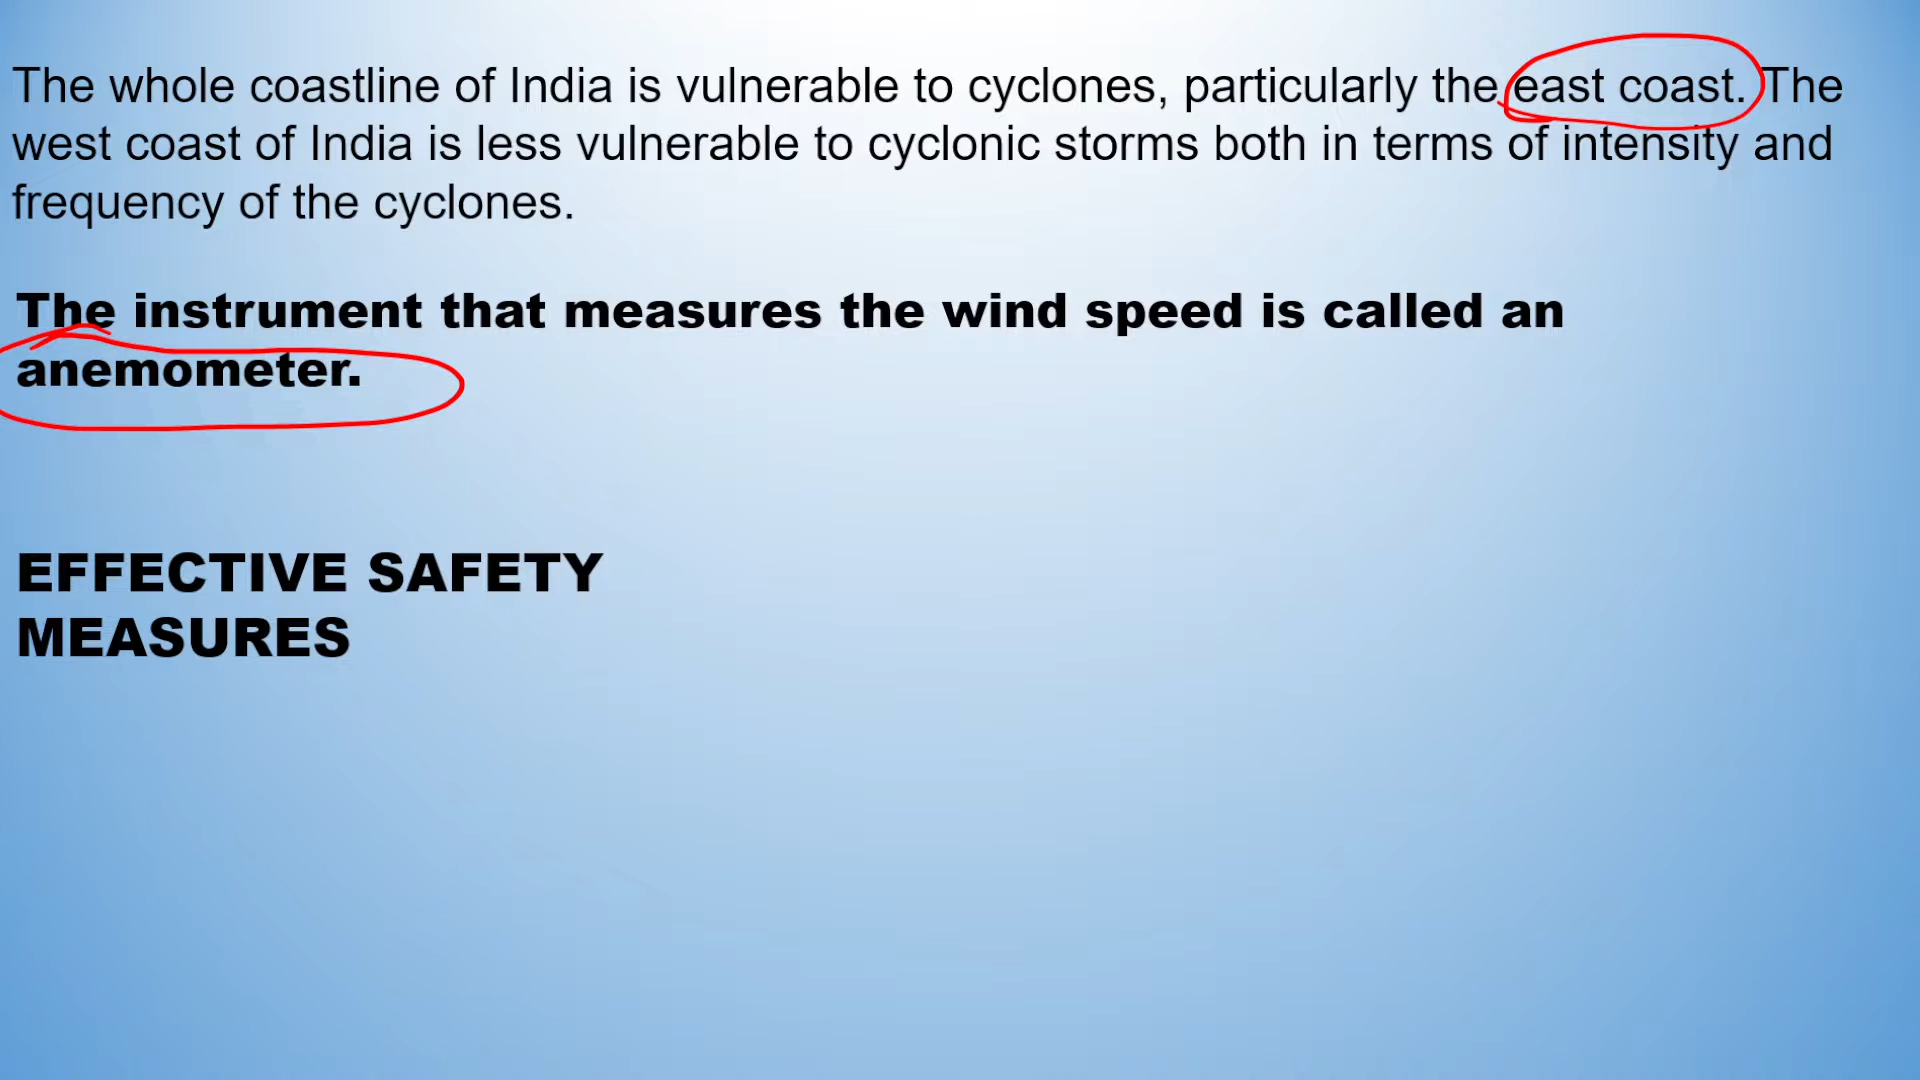 The whole coastline of India is vulnerable to cyclones, particularly the east coast. The
west coast of India is less vulnerable to cyclonic storms both in terms of intensity and
frequency of the cyclones.
The instrument that measures the wind speed is called an
anemometer.
EFFECTIVE SAFETY
MEASURES